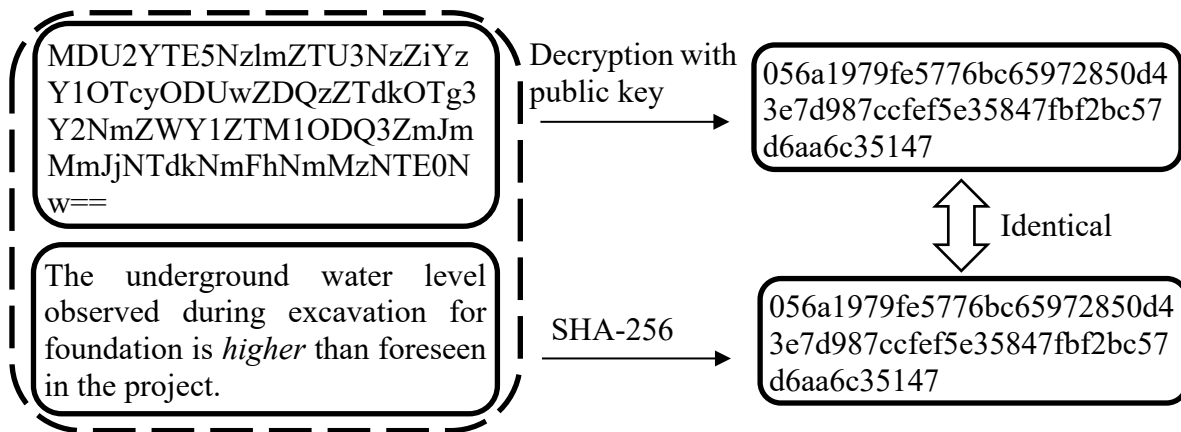 MDU2YTE5NzlmZTU3NzZiYz
Y1OTcyODUwZDQzZTdkOTg3
Y2NmZWY1ZTM1ODQ3ZmJm
MmJjNTdkNmFhNmMzNTE0N
w==
Decryption with
public key
056a1979fe5776bc65972850d4
3e7d987ccfef5e35847fbf2bc57
d6aa6c35147
Identical
The underground water level
observed during excavation for
foundation is higher than foreseen
in the project.
SHA-256
056a1979fe5776bc65972850d4
3e7d987ccfef5e35847fbf2bc57
d6aa6c35147